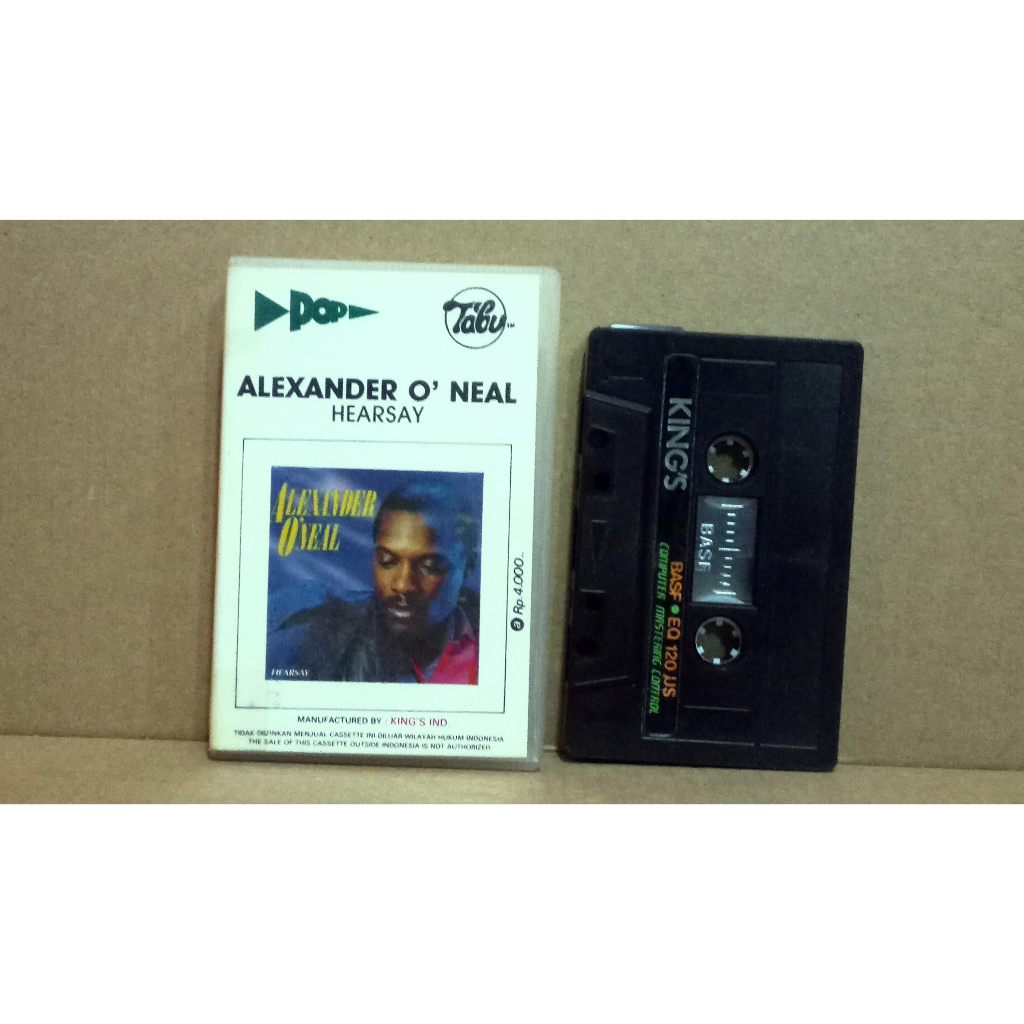 POP
Tabu TM
ALEXANDER O' NEAL
HEARSAY
ALEXANDER
O'NEAL
HEARSAY
a Rp.4.000..
MANUFACTURED BY : KING'S IND.
TIDAK DIIZINKAN MENJUAL CASSETTE INI DILUAR WILAYAH HUKUM INDONESIA
THE SALE OF THIS CASSETTE OUTSIDE INDONESIA IS NOT AUTHORIZED
KING'S
BASF
BASF • EQ 120 µS
COMPUTER MASTERING CONTROL